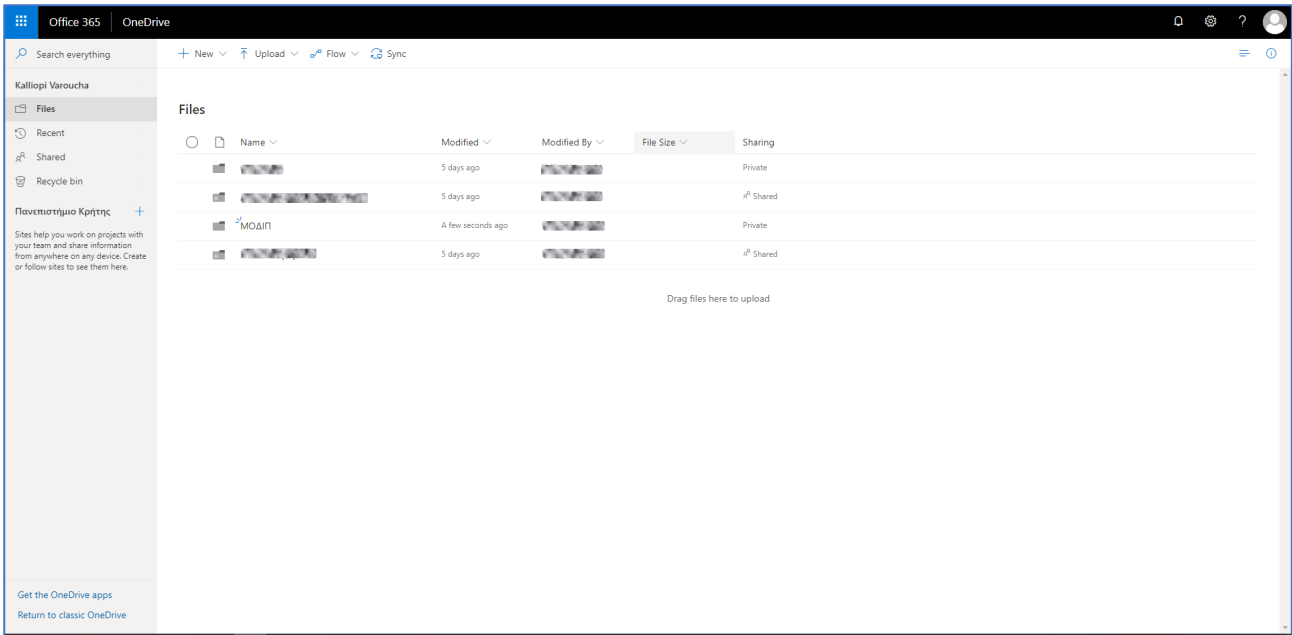 Office 365 OneDrive ?
Search everything + New Upload Flow Sync
Kalliopi Varoucha
Files
Recent
Shared
Recycle bin
Πανεπιστήμιο Κρήτης +
Sites help you work on projects with
your team and share information
from anywhere on any device. Create
or follow sites to see them here.
Get the OneDrive apps
Return to classic OneDrive
Files
Name Modified Modified By File Size Sharing
5 days ago Private
5 days ago Shared
ΜΟΔΙΠ A few seconds ago Private
5 days ago Shared
Drag files here to upload